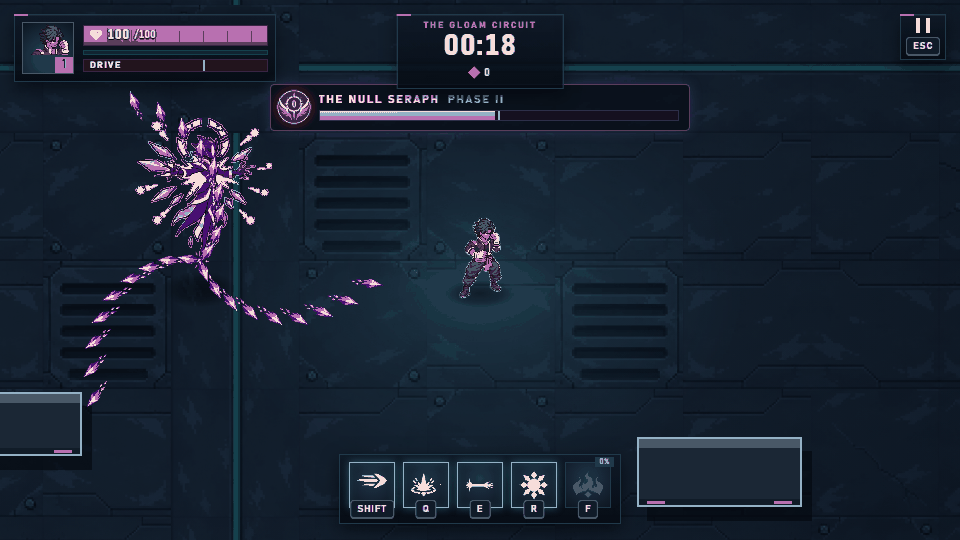 100 /100
1
DRIVE
THE GLOAM CIRCUIT
00:18
0
ESC
THE NULL SERAPH PHASE II
0%
SHIFT
Q
E
R
F